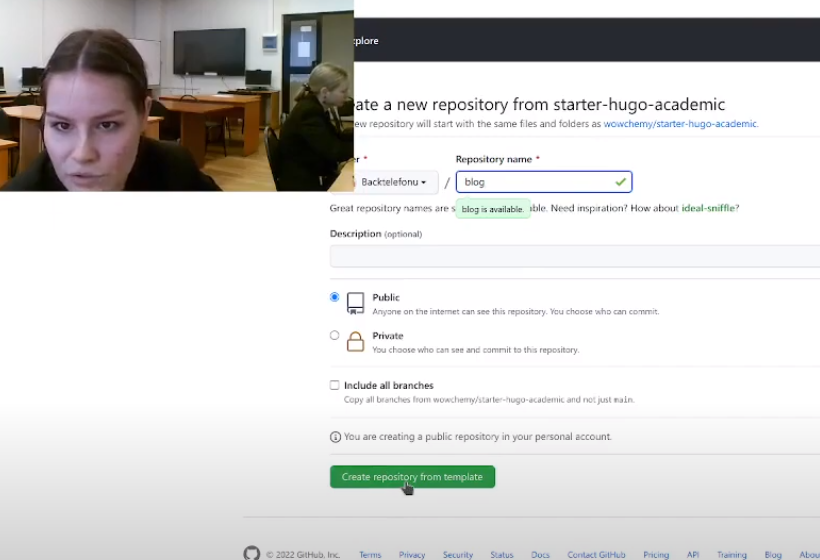 xplore
ate a new repository from starter-hugo-academic
ew repository will start with the same files and folders as wowchemy/starter-hugo-academic.
er * Repository name *
Backtelefonu / blog
Great repository names are s blog is available. ble. Need inspiration? How about ideal-sniffle?
Description (optional)
Public
Anyone on the internet can see this repository. You choose who can commit.
Private
You choose who can see and commit to this repository.
Include all branches
Copy all branches from wowchemy/starter-hugo-academic and not just main.
You are creating a public repository in your personal account.
Create repository from template
© 2022 GitHub, Inc. Terms Privacy Security Status Docs Contact GitHub Pricing API Training Blog Abou